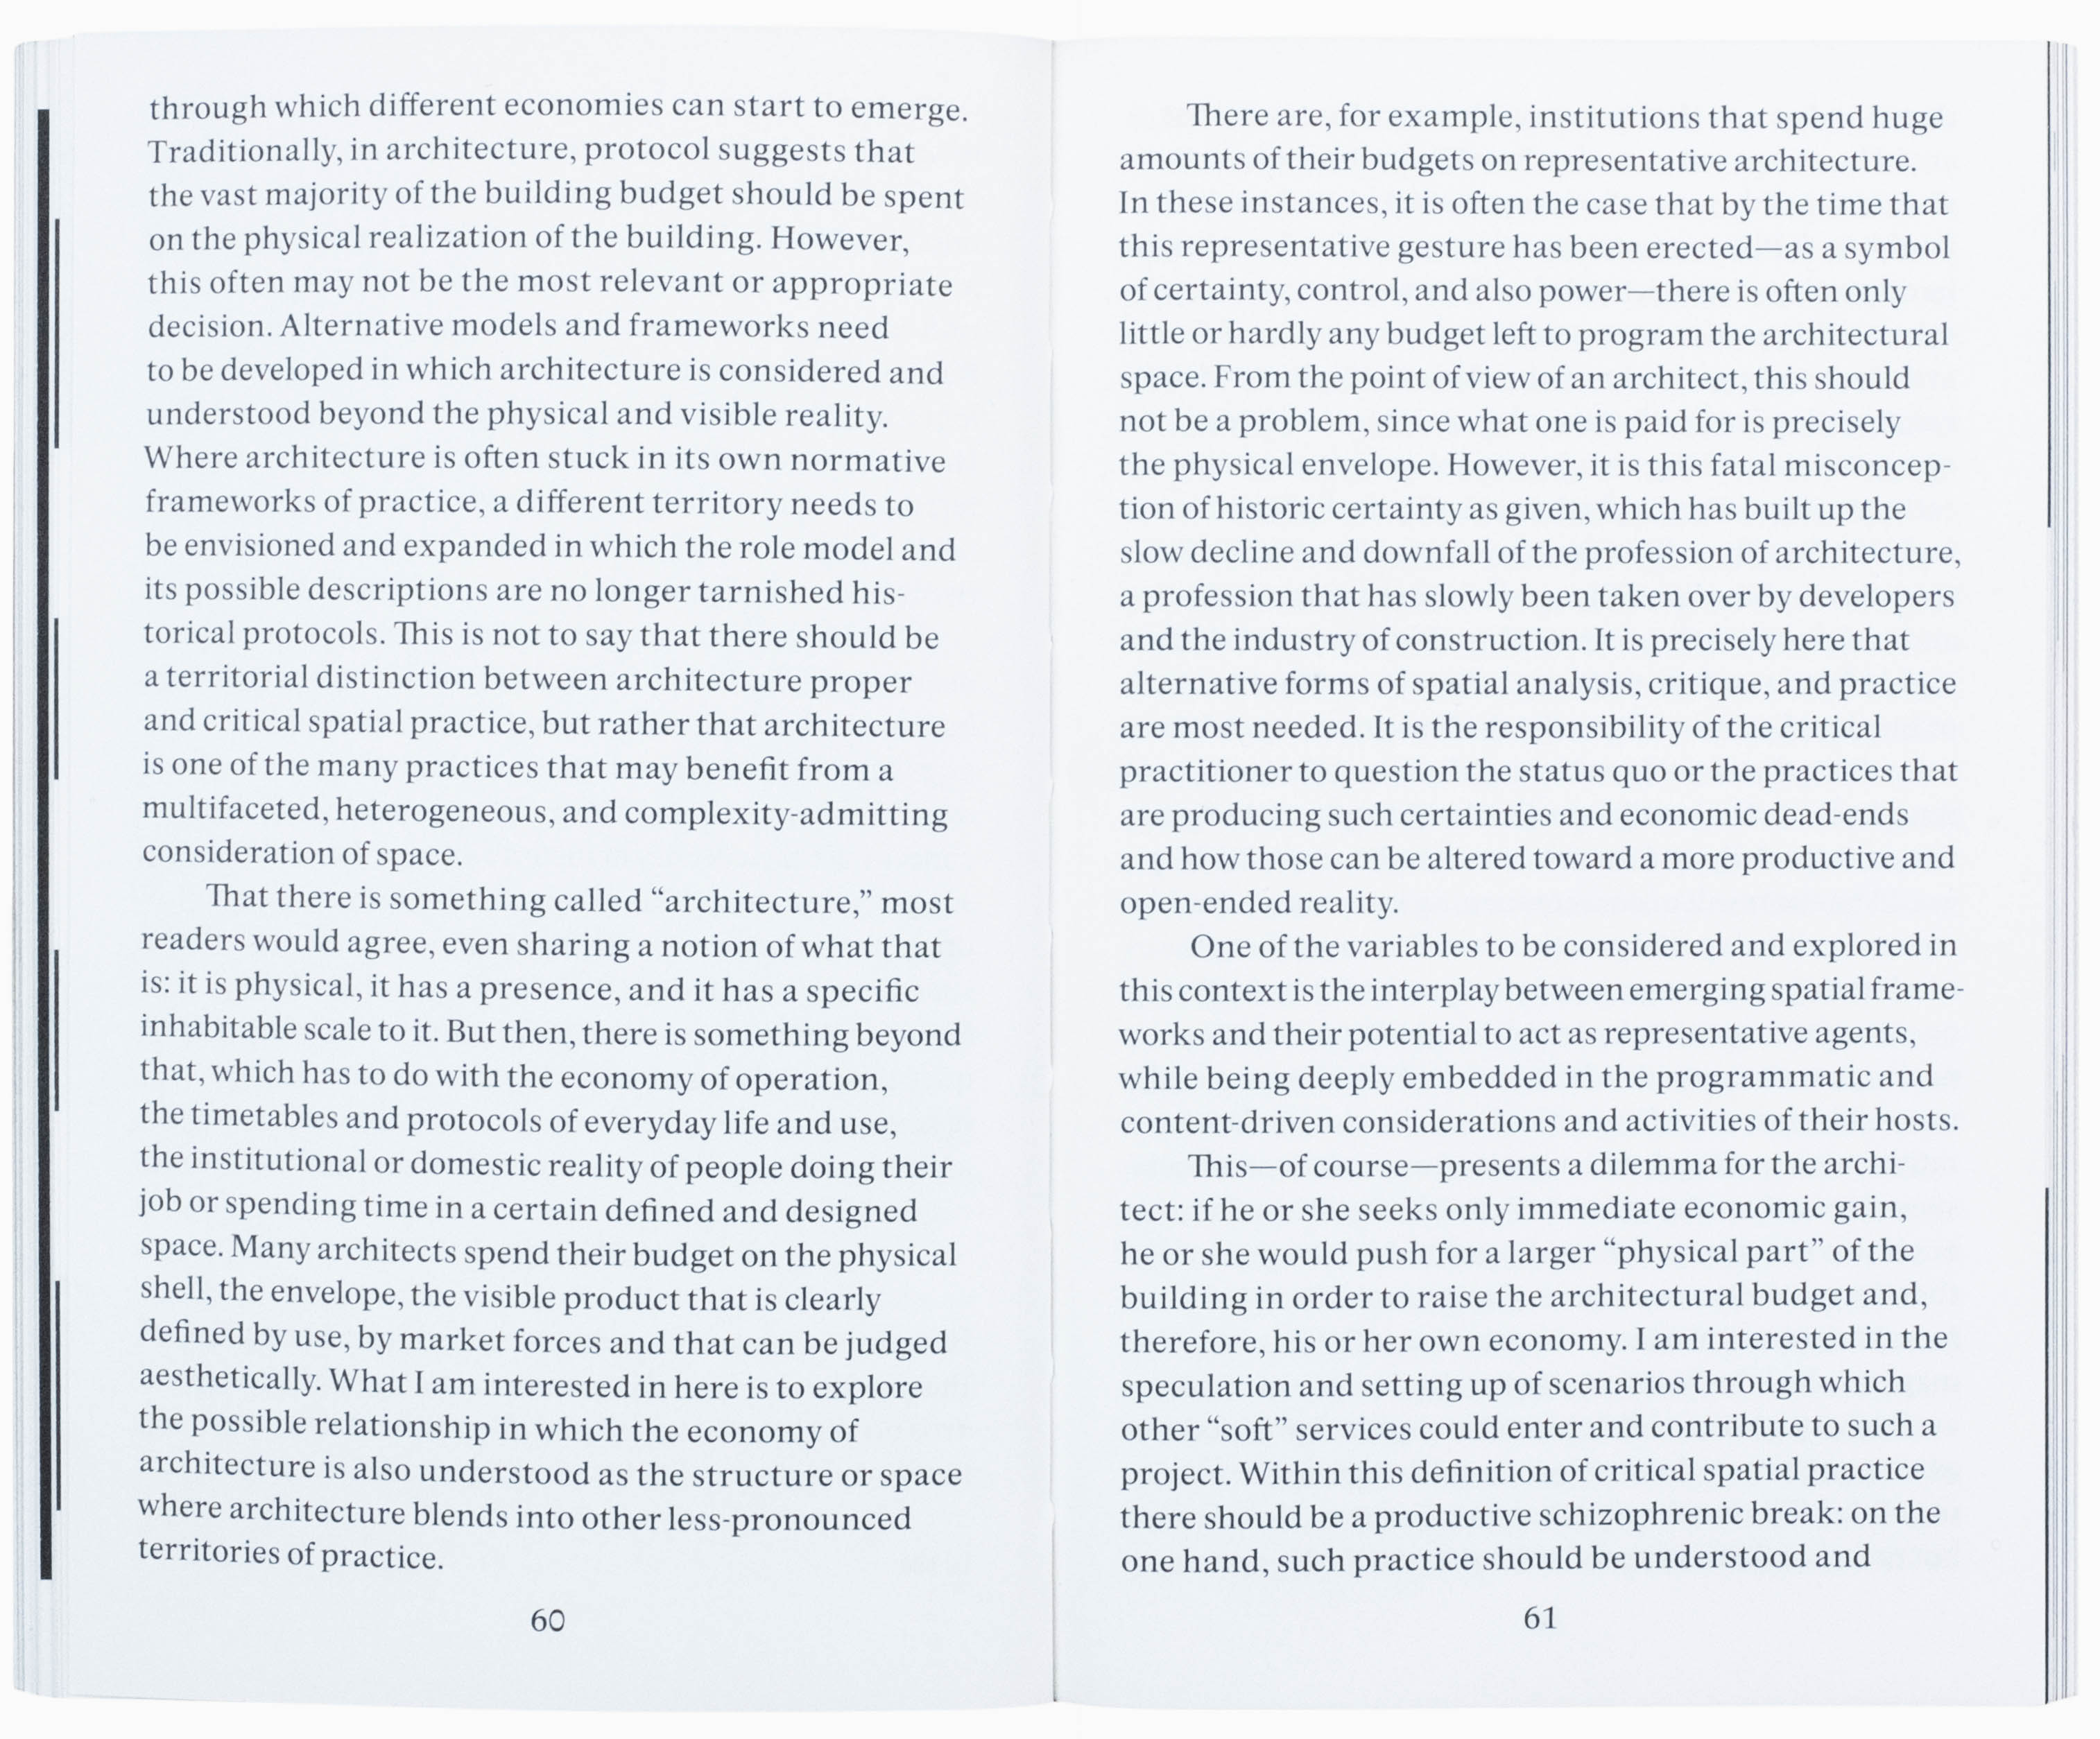 through which different economies can start to emerge.
Traditionally, in architecture, protocol suggests that
the vast majority of the building budget should be spent
on the physical realization of the building. However,
this often may not be the most relevant or appropriate
decision. Alternative models and frameworks need
to be developed in which architecture is considered and
understood beyond the physical and visible reality.
Where architecture is often stuck in its own normative
frameworks of practice, a different territory needs to
be envisioned and expanded in which the role model and
its possible descriptions are no longer tarnished his-
torical protocols. This is not to say that there should be
a territorial distinction between architecture proper
and critical spatial practice, but rather that architecture
is one of the many practices that may benefit from a
multifaceted, heterogeneous, and complexity-admitting
consideration of space.
That there is something called “architecture,” most
readers would agree, even sharing a notion of what that
is: it is physical, it has a presence, and it has a specific
inhabitable scale to it. But then, there is something beyond
that, which has to do with the economy of operation,
the timetables and protocols of everyday life and use,
the institutional or domestic reality of people doing their
job or spending time in a certain defined and designed
space. Many architects spend their budget on the physical
shell, the envelope, the visible product that is clearly
defined by use, by market forces and that can be judged
aesthetically. What I am interested in here is to explore
the possible relationship in which the economy of
architecture is also understood as the structure or space
where architecture blends into other less-pronounced
territories of practice.
60
There are, for example, institutions that spend huge
amounts of their budgets on representative architecture.
In these instances, it is often the case that by the time that
this representative gesture has been erected—as a symbol
of certainty, control, and also power—there is often only
little or hardly any budget left to program the architectural
space. From the point of view of an architect, this should
not be a problem, since what one is paid for is precisely
the physical envelope. However, it is this fatal misconcep-
tion of historic certainty as given, which has built up the
slow decline and downfall of the profession of architecture,
a profession that has slowly been taken over by developers
and the industry of construction. It is precisely here that
alternative forms of spatial analysis, critique, and practice
are most needed. It is the responsibility of the critical
practitioner to question the status quo or the practices that
are producing such certainties and economic dead-ends
and how those can be altered toward a more productive and
open-ended reality.
One of the variables to be considered and explored in
this context is the interplay between emerging spatial frame-
works and their potential to act as representative agents,
while being deeply embedded in the programmatic and
content-driven considerations and activities of their hosts.
This—of course—presents a dilemma for the archi-
tect: if he or she seeks only immediate economic gain,
he or she would push for a larger “physical part” of the
building in order to raise the architectural budget and,
therefore, his or her own economy. I am interested in the
speculation and setting up of scenarios through which
other “soft” services could enter and contribute to such a
project. Within this definition of critical spatial practice
there should be a productive schizophrenic break: on the
one hand, such practice should be understood and
61